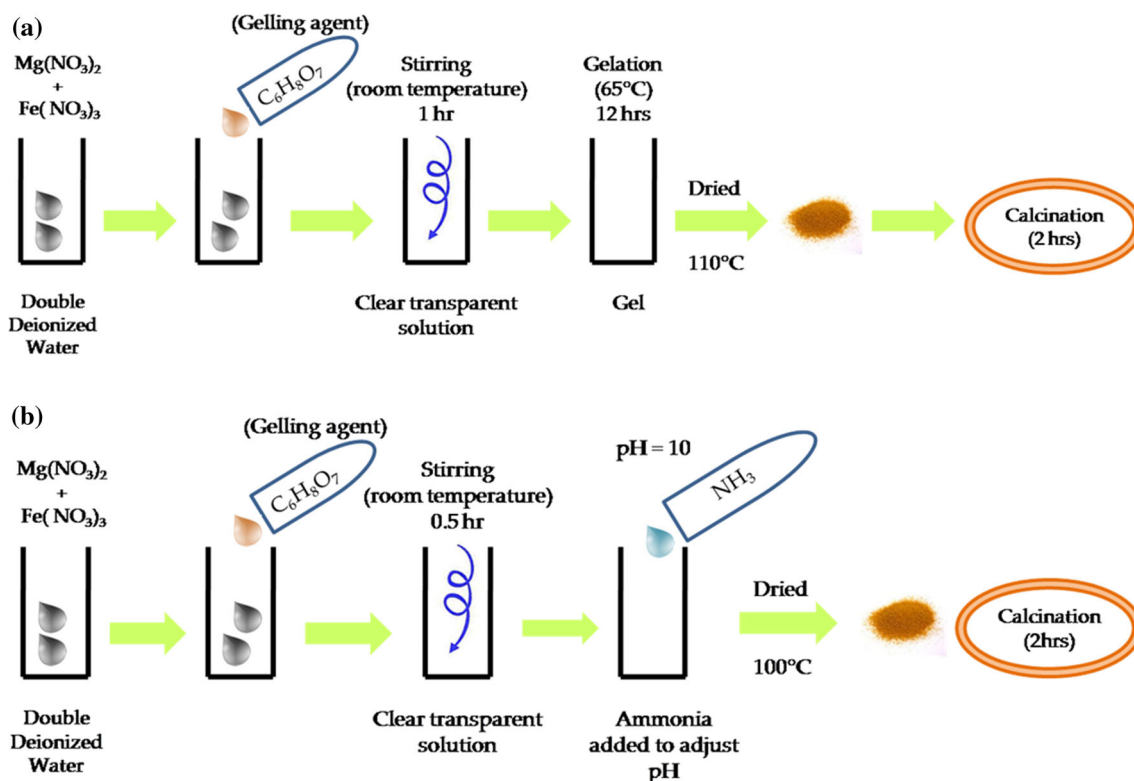 (a)
Mg(NO₃)₂
+
Fe( NO₃)₃
(Gelling agent)
C₆H₈O₇
Stirring
(room temperature)
1 hr
Gelation
(65°C)
12 hrs
Dried
110°C
Calcination
(2 hrs)
Double
Deionized
Water
Clear transparent
solution
Gel
(b)
Mg(NO₃)₂
+
Fe( NO₃)₃
(Gelling agent)
C₆H₈O₇
Stirring
(room temperature)
0.5 hr
pH = 10
NH₃
Dried
100°C
Calcination
(2hrs)
Double
Deionized
Water
Clear transparent
solution
Ammonia
added to adjust
pH